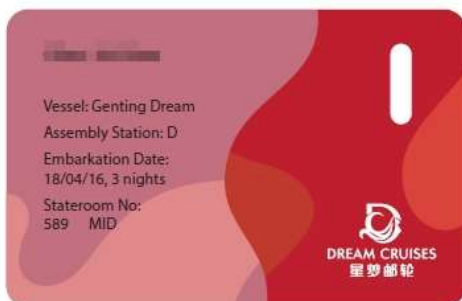 Vessel: Genting Dream
Assembly Station: D
Embarkation Date:
18/04/16, 3 nights
Stateroom No:
589 MID
DREAM CRUISES
星梦邮轮